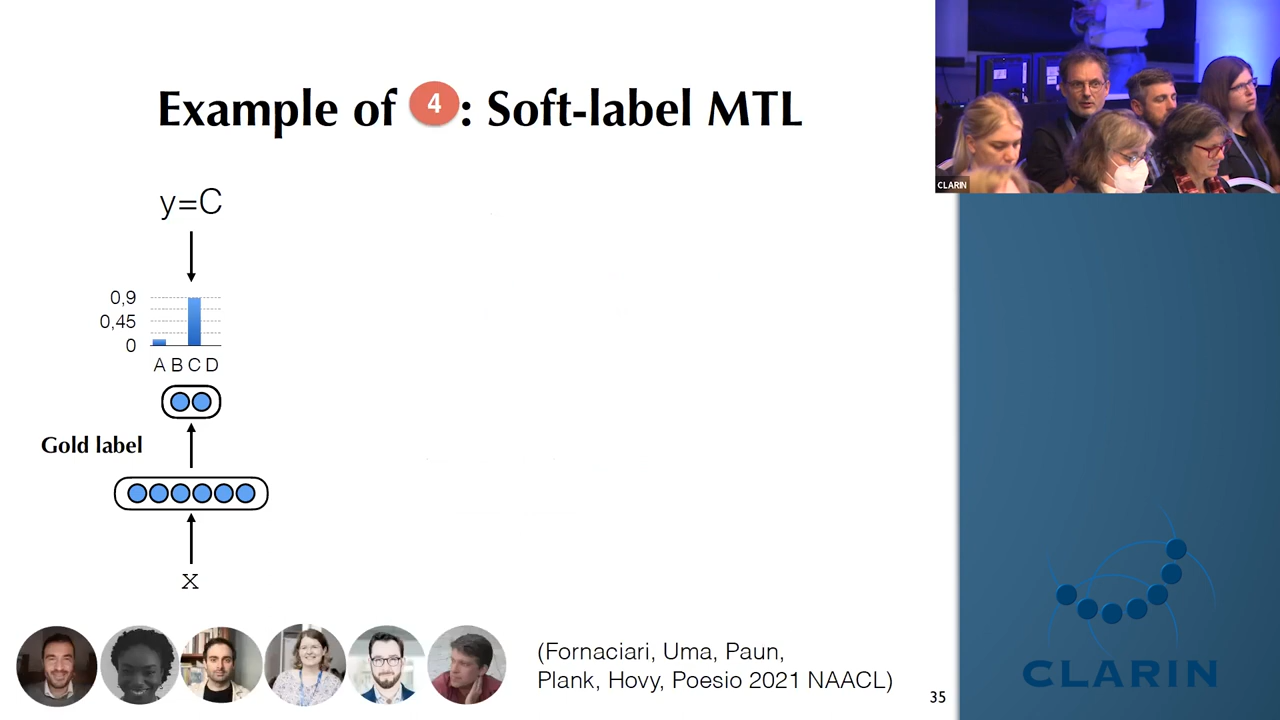 Example of 4: Soft-label MTL
y=C
0,9
0,45
0
A B C D
Gold label
x
(Fornaciari, Uma, Paun,
Plank, Hovy, Poesio 2021 NAACL)
35
CLARIN
CLARIN